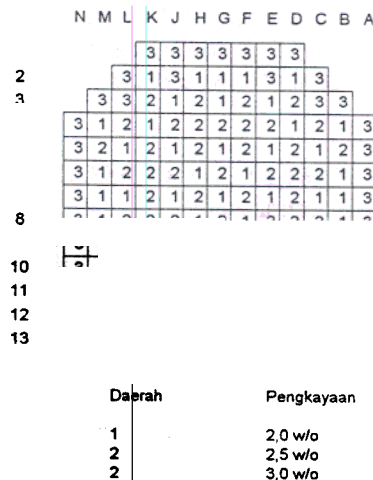 N M L K J H G F E D C B A
3 3 3 3 3 3 3
2 3 1 3 1 1 1 3 1 3
3 3 2 1 2 1 2 1 2 3 3
3 1 2 1 2 2 2 2 2 1 2 1 3
3 2 1 2 1 2 1 2 1 2 1 2 3
3 1 2 2 2 1 2 1 2 2 2 1 3
3 1 1 2 1 2 1 2 1 2 1 1 3
8
10
11
12
13
Daerah Pengkayaan
1 2,0 w/o
2 2,5 w/o
2 3,0 w/o